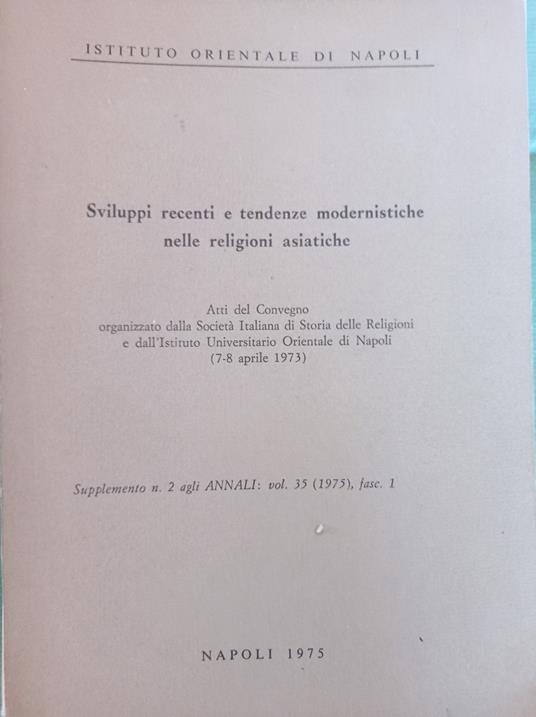 ISTITUTO ORIENTALE DI NAPOLI
Sviluppi recenti e tendenze modernistiche
nelle religioni asiatiche
Atti del Convegno
organizzato dalla Società Italiana di Storia delle Religioni
e dall'Istituto Universitario Orientale di Napoli
(7-8 aprile 1973)
Supplemento n. 2 agli ANNALI: vol. 35 (1975), fasc. 1
NAPOLI 1975